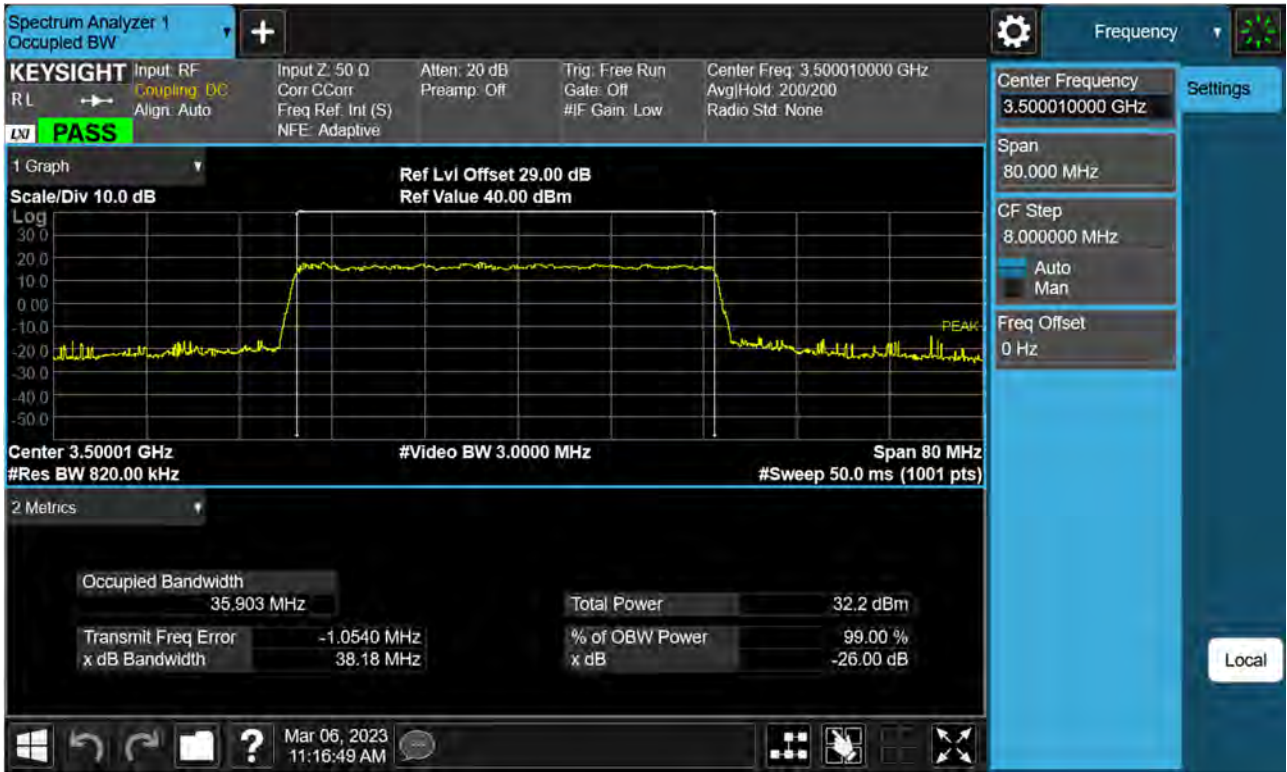 Spectrum Analyzer 1
Occupied BW
Frequency
KEYSIGHT
R L
LXI PASS
Input: RF
Coupling: DC
Align: Auto
Input Z: 50 Ω
Corr CCorr
Freq Ref: Int (S)
NFE: Adaptive
Atten: 20 dB
Preamp: Off
Trig: Free Run
Gate: Off
#IF Gain: Low
Center Freq: 3.500010000 GHz
Avg|Hold: 200/200
Radio Std: None
Center Frequency
3.500010000 GHz
Settings
Span
80.000 MHz
CF Step
8.000000 MHz
Auto
Man
Freq Offset
0 Hz
1 Graph
Scale/Div 10.0 dB
Ref Lvl Offset 29.00 dB
Ref Value 40.00 dBm
Log
30.0
20.0
10.0
0.00
-10.0
-20.0
-30.0
-40.0
-50.0
PEAK
Center 3.50001 GHz
#Video BW 3.0000 MHz
Span 80 MHz
#Res BW 820.00 kHz
#Sweep 50.0 ms (1001 pts)
2 Metrics
Occupied Bandwidth
35.903 MHz
Total Power 32.2 dBm
Transmit Freq Error -1.0540 MHz
% of OBW Power 99.00 %
x dB Bandwidth 38.18 MHz
x dB -26.00 dB
Local
?
Mar 06, 2023
11:16:49 AM